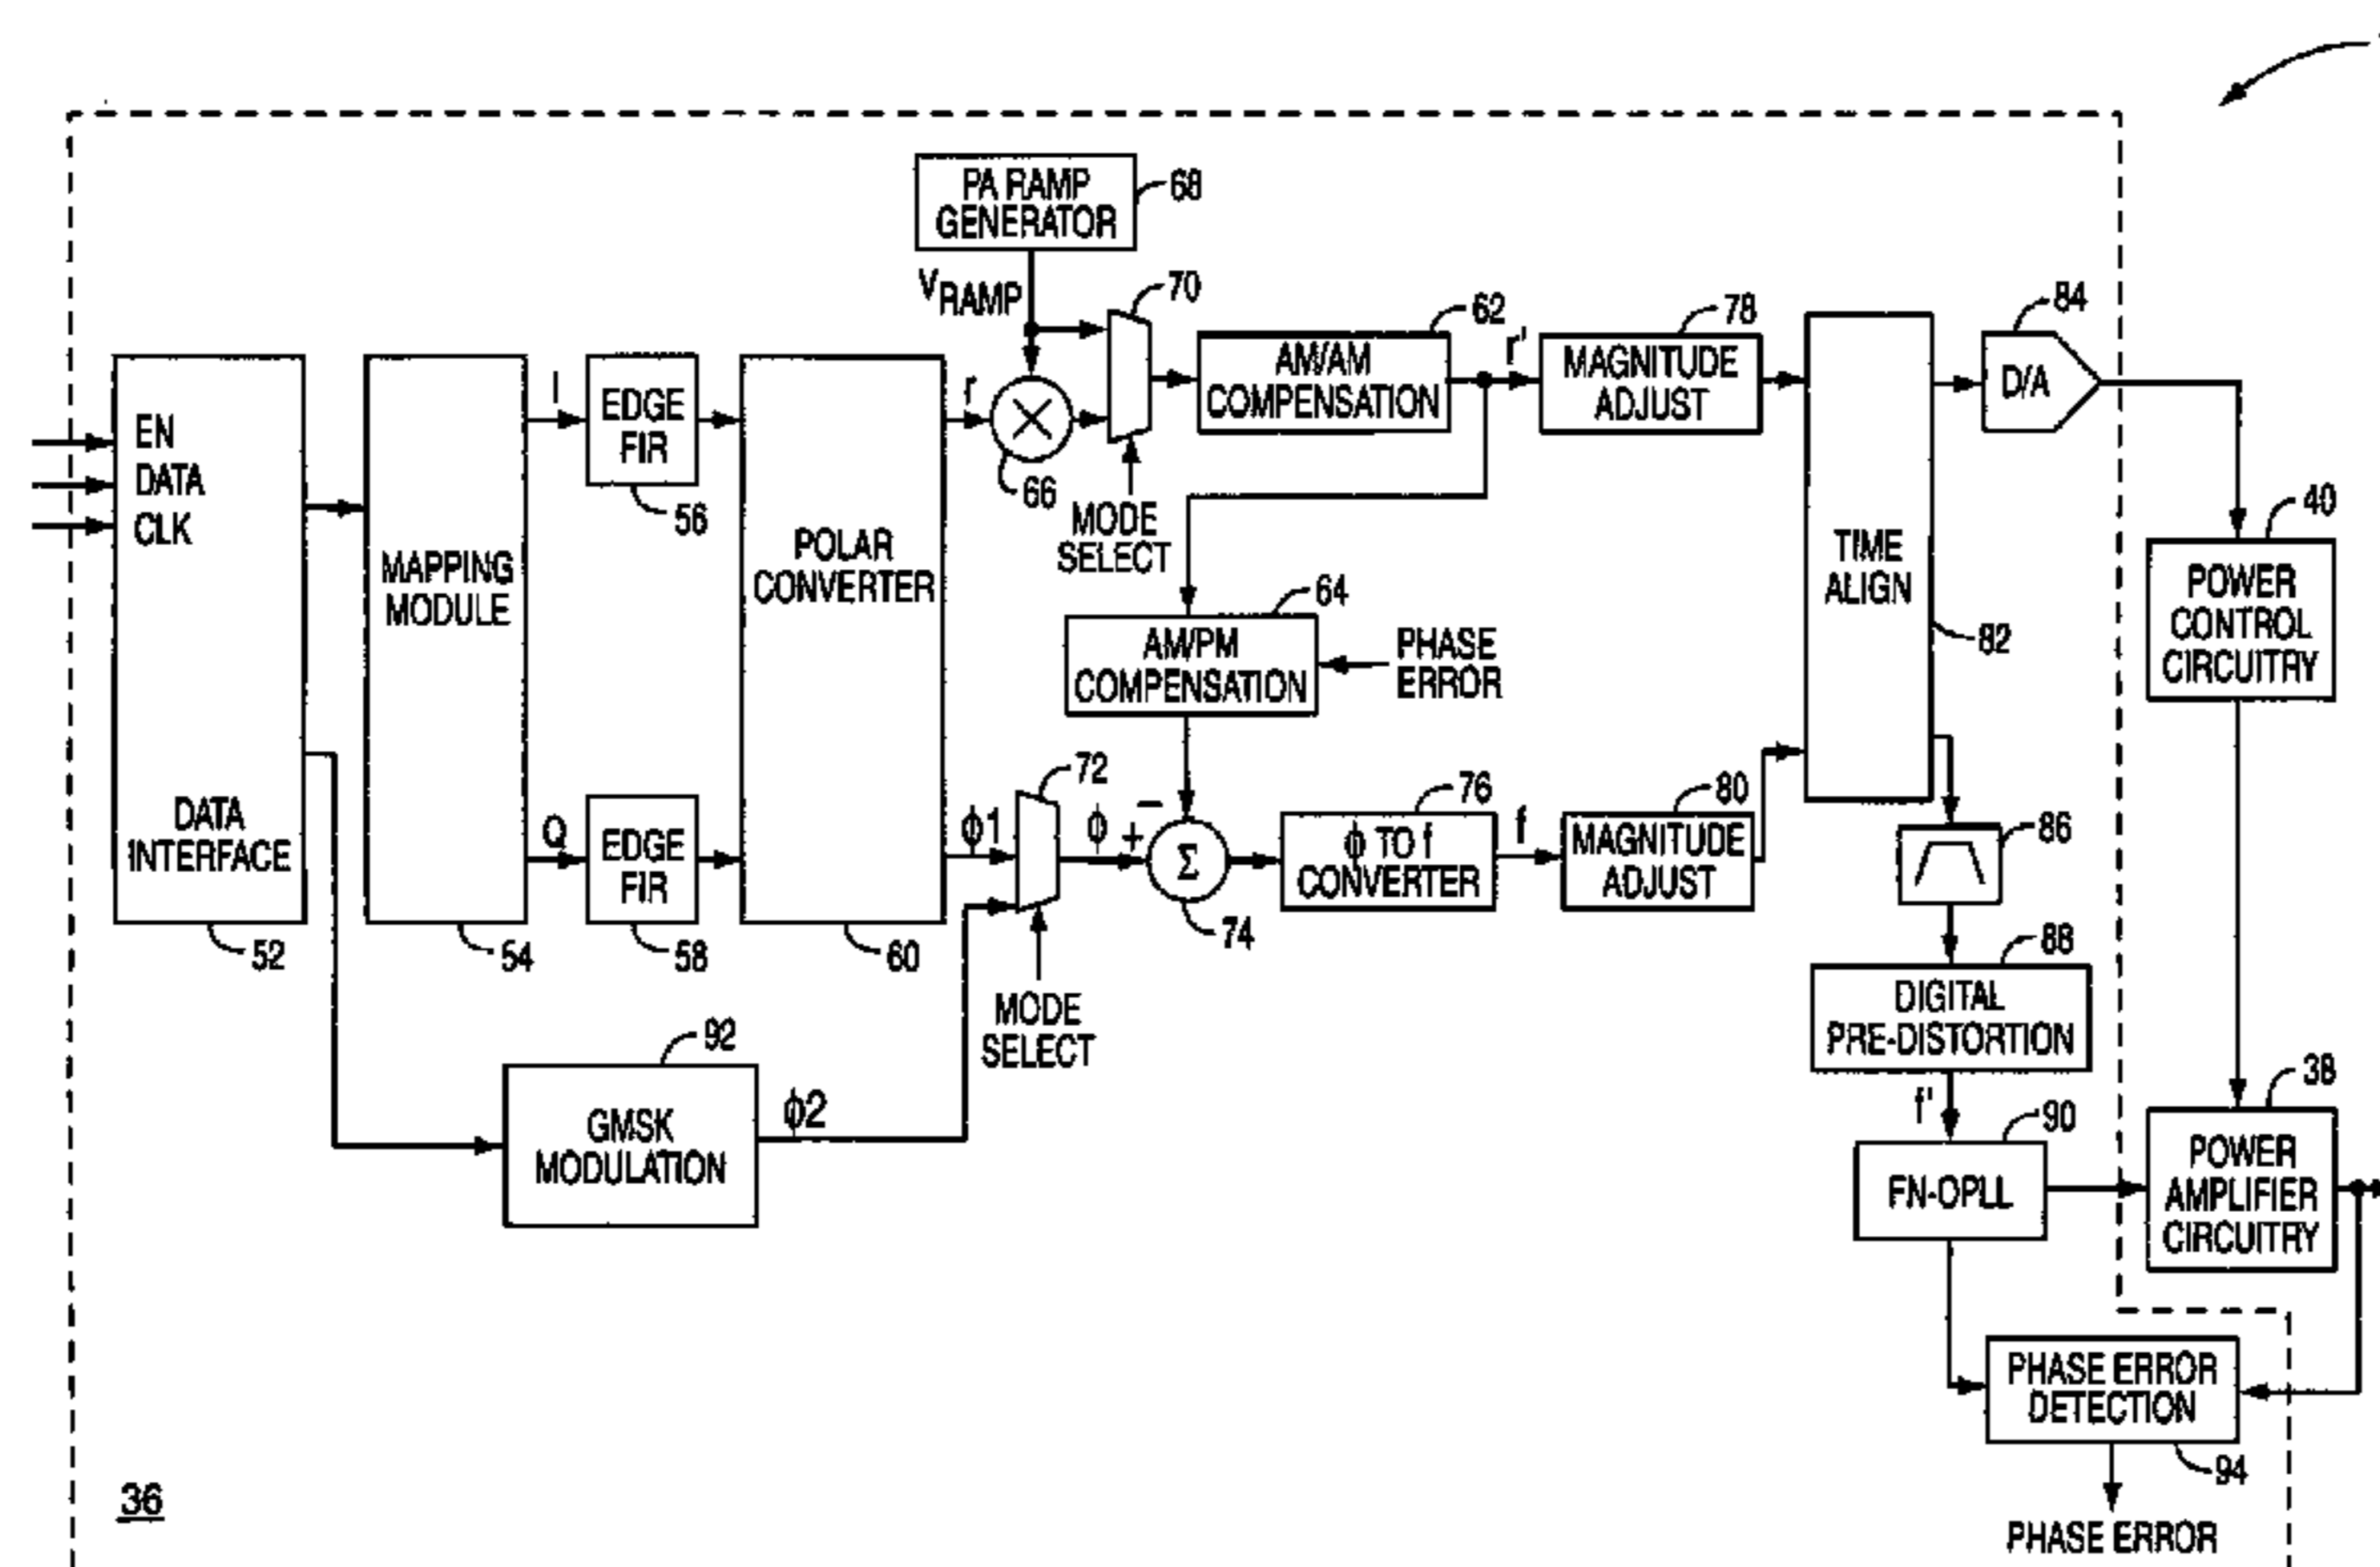 PA RAMP
GENERATOR
68
VRAMP
70
62
78
84
EN
DATA
CLK
DATA
INTERFACE
52
MAPPING
MODULE
54
I
EDGE
FIR
56
Q
EDGE
FIR
58
POLAR
CONVERTER
60
r
66
MODE
SELECT
AM/AM
COMPENSATION
r'
MAGNITUDE
ADJUST
TIME
ALIGN
82
D/A
40
POWER
CONTROL
CIRCUITRY
64
AM/PM
COMPENSATION
PHASE
ERROR
72
ϕ1
ϕ
+
−
Σ
74
76
ϕ TO f
CONVERTER
f
80
MAGNITUDE
ADJUST
86
88
DIGITAL
PRE-DISTORTION
MODE
SELECT
92
GMSK
MODULATION
ϕ2
f'
90
FN-OPLL
38
POWER
AMPLIFIER
CIRCUITRY
PHASE ERROR
DETECTION
94
PHASE ERROR
36